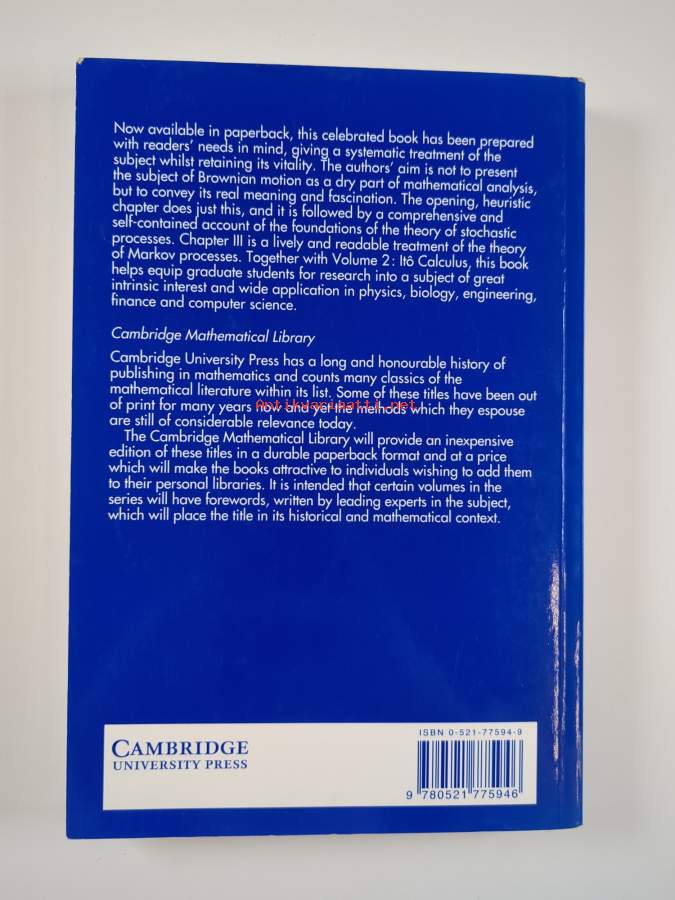 Now available in paperback, this celebrated book has been prepared
with readers' needs in mind, giving a systematic treatment of the
subject whilst retaining its vitality. The authors' aim is not to present
the subject of Brownian motion as a dry part of mathematical analysis,
but to convey its real meaning and fascination. The opening, heuristic
chapter does just this, and it is followed by a comprehensive and
self-contained account of the foundations of the theory of stochastic
processes. Chapter III is a lively and readable treatment of the theory
of Markov processes. Together with Volume 2: Itô Calculus, this book
helps equip graduate students for research into a subject of great
intrinsic interest and wide application in physics, biology, engineering,
finance and computer science.
Cambridge Mathematical Library
Cambridge University Press has a long and honourable history of
publishing in mathematics and counts many classics of the
mathematical literature within its list. Some of these titles have been out
of print for many years now and yet the methods which they espouse
Antikvariaatti.net
are still of considerable relevance today.
The Cambridge Mathematical Library will provide an inexpensive
edition of these titles in a durable paperback format and at a price
which will make the books attractive to individuals wishing to add them
to their personal libraries. It is intended that certain volumes in the
series will have forewords, written by leading experts in the subject,
which will place the title in its historical and mathematical context.
CAMBRIDGE
UNIVERSITY PRESS
ISBN 0-521-77594-9
9 780521 775946